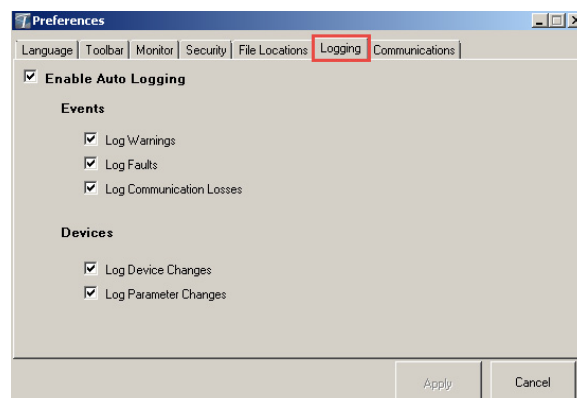 Preferences
Language Toolbar Monitor Security File Locations Logging Communications
Enable Auto Logging
Events
Log Warnings
Log Faults
Log Communication Losses
Devices
Log Device Changes
Log Parameter Changes
Apply Cancel